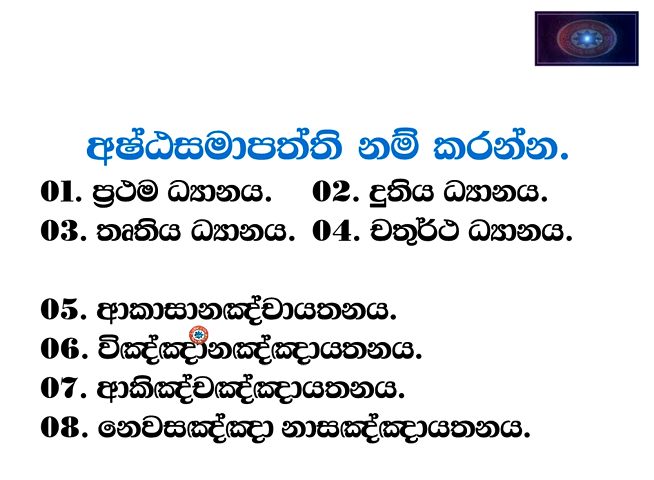 අෂ්ඨසමාපත්ති නම් කරන්න.
01. ප්‍රථම ධ්‍යානය. 02. දුතිය ධ්‍යානය.
03. තෘතිය ධ්‍යානය. 04. චතුර්ථ ධ්‍යානය.
05. ආකාසානඤ්චායතනය.
06. විඤ්ඤානඤ්ඤායතනය.
07. ආකිඤ්චඤ්ඤායතනය.
08. නෙවසඤ්ඤා නාසඤ්ඤායතනය.